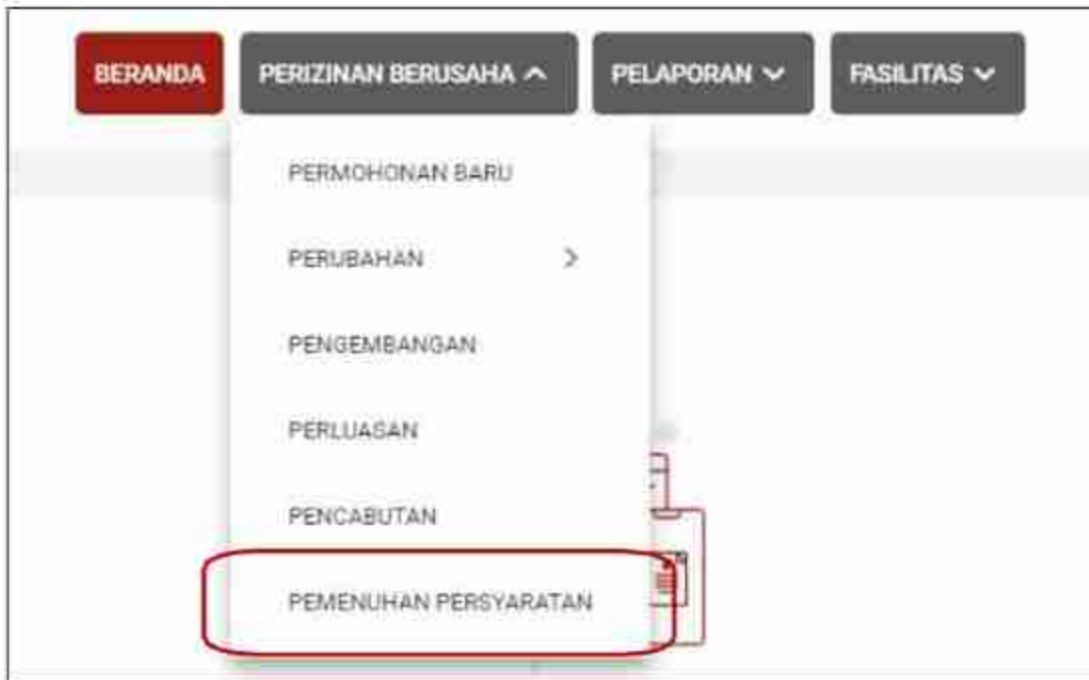 BERANDA PERIZINAN BERUSAHA PELAPORAN FASILITAS
PERMOHONAN BARU
PERUBAHAN
PENGEMBANGAN
PERLUASAN
PENCABUTAN
PEMENUHAN PERSYARATAN